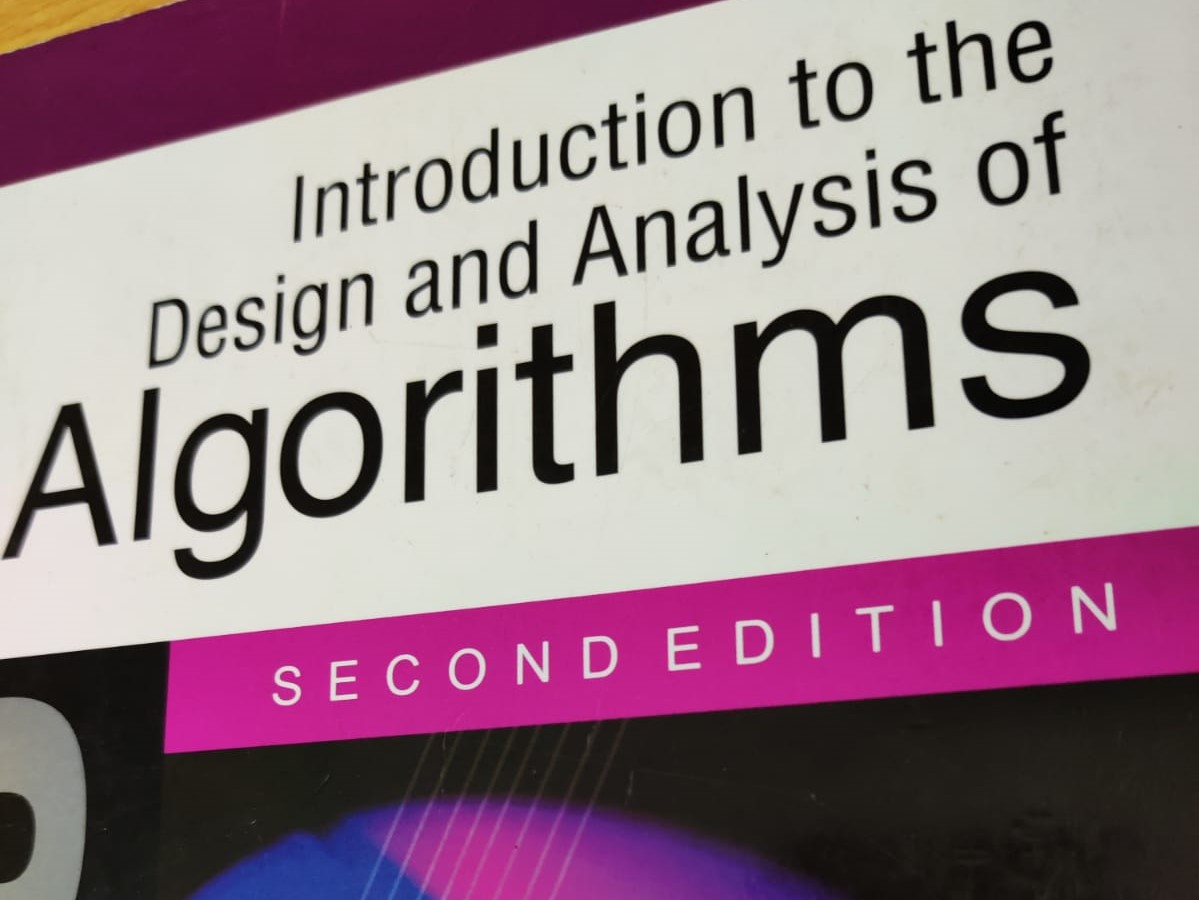 Introduction to the
Design and Analysis of
Algorithms
SECOND EDITION